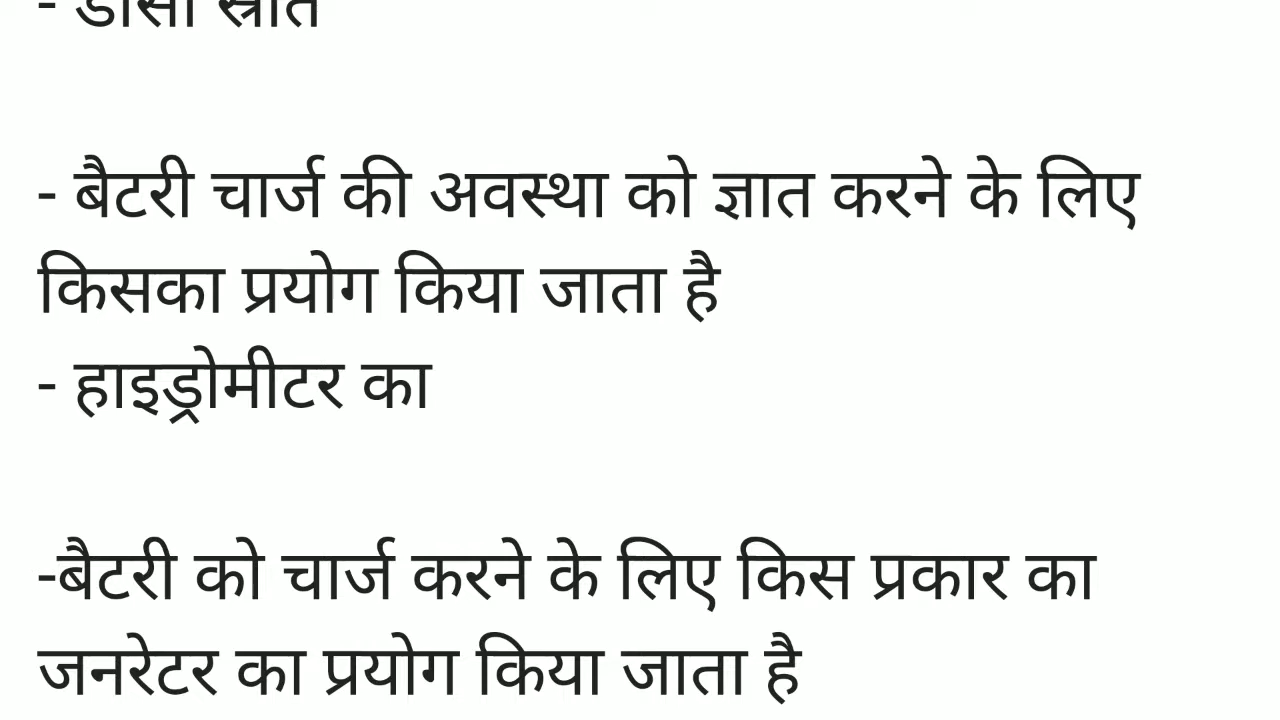 - डीसी स्रोत
- बैटरी चार्ज की अवस्था को ज्ञात करने के लिए
किसका प्रयोग किया जाता है
- हाइड्रोमीटर का
-बैटरी को चार्ज करने के लिए किस प्रकार का
जनरेटर का प्रयोग किया जाता है